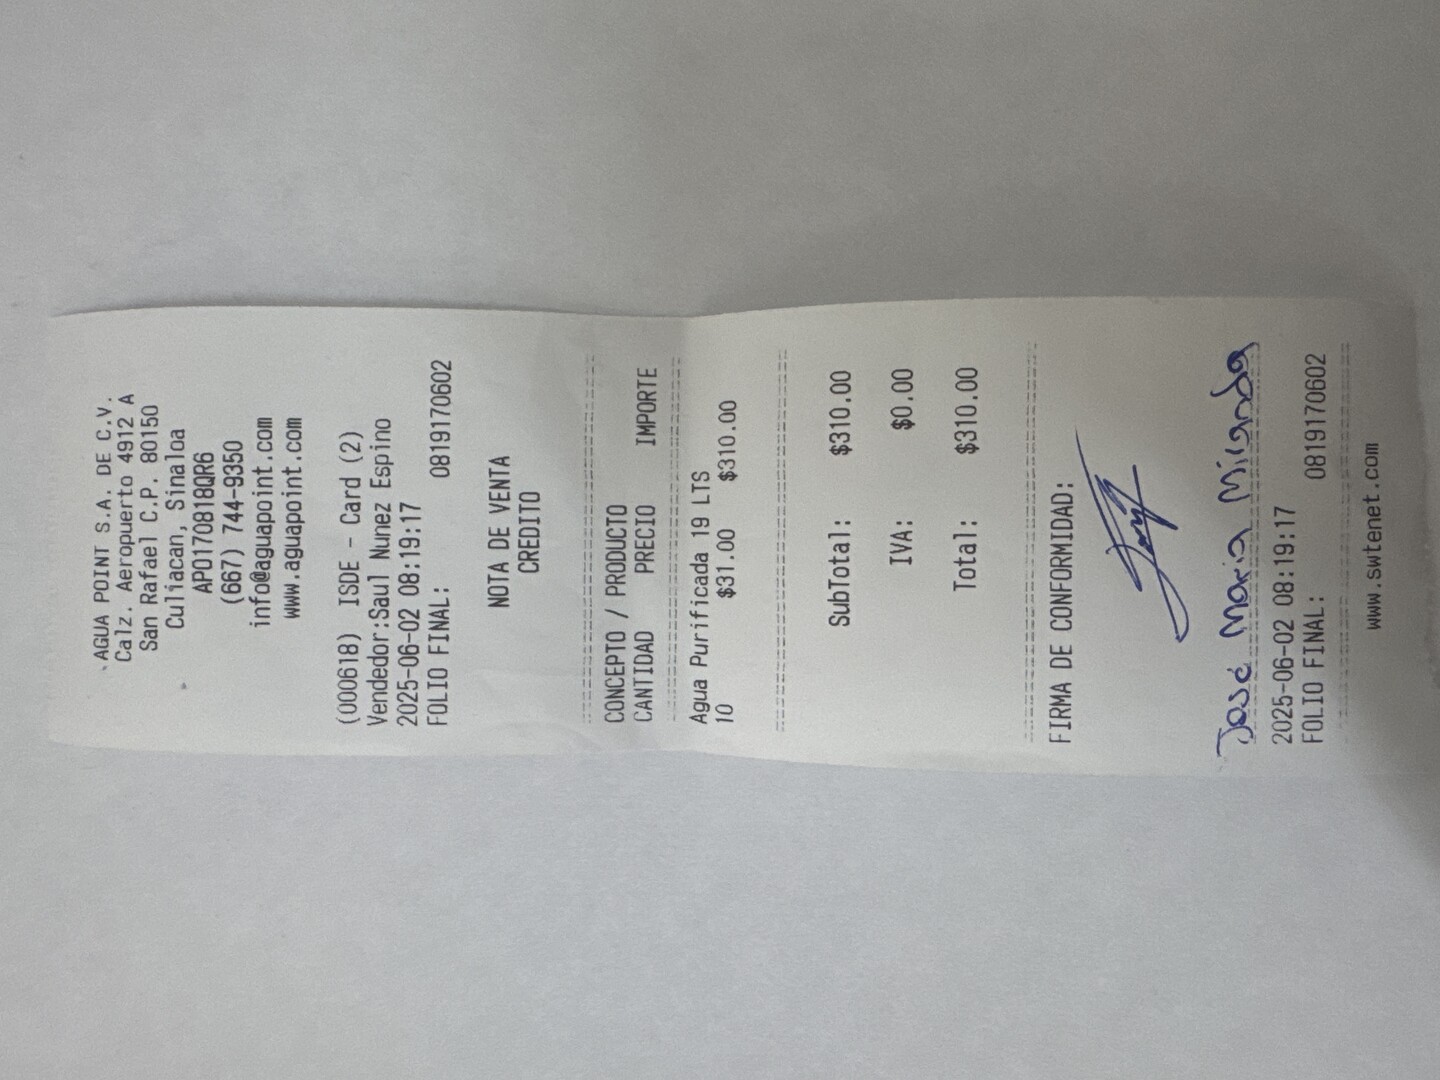 AGUA POINT S.A. DE C.V.
Calz. Aeropuerto 4912 A
San Rafael C.P. 80150
Culiacan, Sinaloa
APO170818QR6
(667) 744-9350
info@aguapoint.com
www.aguapoint.com
(000618) ISDE - Card (2)
Vendedor:Saul Nunez Espino
2025-06-02 08:19:17
FOLIO FINAL: 0819170602
NOTA DE VENTA
CREDITO
CONCEPTO / PRODUCTO
CANTIDAD PRECIO IMPORTE
Agua Purificada 19 LTS
10 $31.00 $310.00
SubTotal: $310.00
IVA: $0.00
Total: $310.00
FIRMA DE CONFORMIDAD:
José Maria Miranda
2025-06-02 08:19:17
FOLIO FINAL: 0819170602
www.swtenet.com